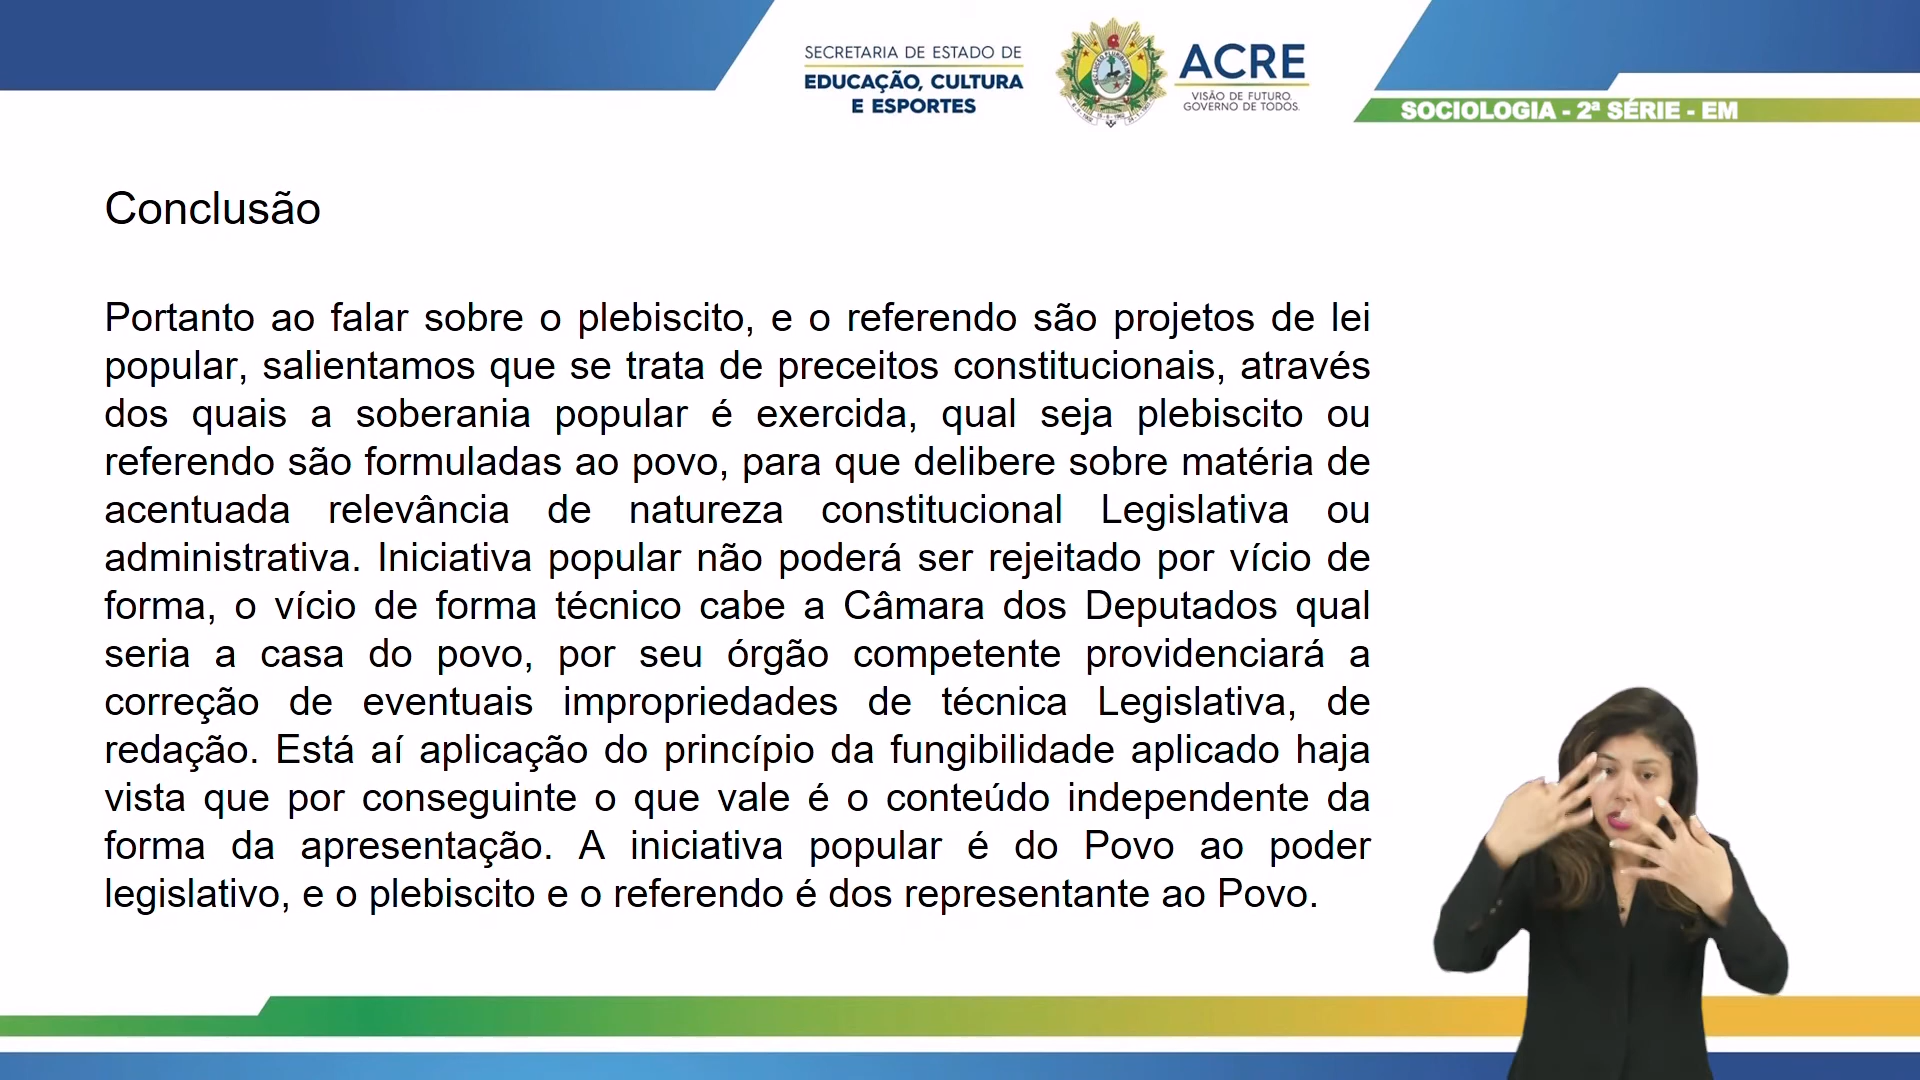 SECRETARIA DE ESTADO DE
EDUCAÇÃO, CULTURA
E ESPORTES
ACRE
VISÃO DE FUTURO.
GOVERNO DE TODOS.
SOCIOLOGIA - 2ª SÉRIE - EM
Conclusão
Portanto ao falar sobre o plebiscito, e o referendo são projetos de lei
popular, salientamos que se trata de preceitos constitucionais, através
dos quais a soberania popular é exercida, qual seja plebiscito ou
referendo são formuladas ao povo, para que delibere sobre matéria de
acentuada relevância de natureza constitucional Legislativa ou
administrativa. Iniciativa popular não poderá ser rejeitado por vício de
forma, o vício de forma técnico cabe a Câmara dos Deputados qual
seria a casa do povo, por seu órgão competente providenciará a
correção de eventuais impropriedades de técnica Legislativa, de
redação. Está aí aplicação do princípio da fungibilidade aplicado haja
vista que por conseguinte o que vale é o conteúdo independente da
forma da apresentação. A iniciativa popular é do Povo ao poder
legislativo, e o plebiscito e o referendo é dos representante ao Povo.